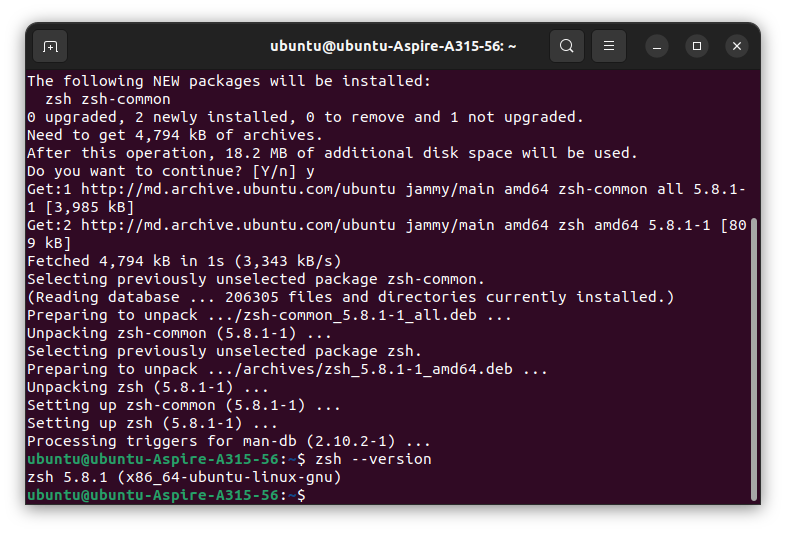 ubuntu@ubuntu-Aspire-A315-56: ~
The following NEW packages will be installed:
  zsh zsh-common
0 upgraded, 2 newly installed, 0 to remove and 1 not upgraded.
Need to get 4,794 kB of archives.
After this operation, 18.2 MB of additional disk space will be used.
Do you want to continue? [Y/n] y
Get:1 http://md.archive.ubuntu.com/ubuntu jammy/main amd64 zsh-common all 5.8.1-
1 [3,985 kB]
Get:2 http://md.archive.ubuntu.com/ubuntu jammy/main amd64 zsh amd64 5.8.1-1 [80
9 kB]
Fetched 4,794 kB in 1s (3,343 kB/s)
Selecting previously unselected package zsh-common.
(Reading database ... 206305 files and directories currently installed.)
Preparing to unpack .../zsh-common_5.8.1-1_all.deb ...
Unpacking zsh-common (5.8.1-1) ...
Selecting previously unselected package zsh.
Preparing to unpack .../archives/zsh_5.8.1-1_amd64.deb ...
Unpacking zsh (5.8.1-1) ...
Setting up zsh-common (5.8.1-1) ...
Setting up zsh (5.8.1-1) ...
Processing triggers for man-db (2.10.2-1) ...
ubuntu@ubuntu-Aspire-A315-56:~$ zsh --version
zsh 5.8.1 (x86_64-ubuntu-linux-gnu)
ubuntu@ubuntu-Aspire-A315-56:~$